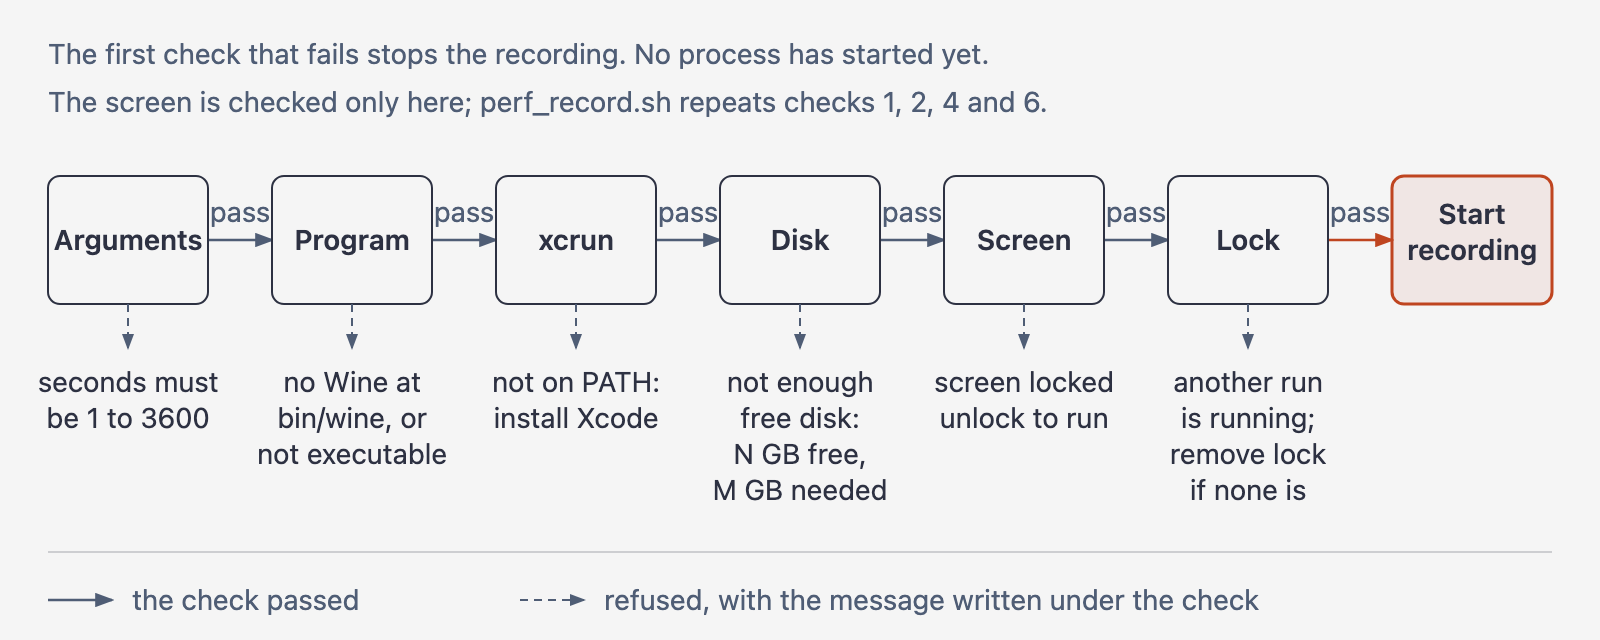 The first check that fails stops the recording. No process has started yet.
The screen is checked only here; perf_record.sh repeats checks 1, 2, 4 and 6.
pass pass pass pass pass pass
Arguments Program xcrun Disk Screen Lock Start
recording
seconds must
be 1 to 3600
no Wine at
bin/wine, or
not executable
not on PATH:
install Xcode
not enough
free disk:
N GB free,
M GB needed
screen locked
unlock to run
another run
is running;
remove lock
if none is
the check passed
refused, with the message written under the check